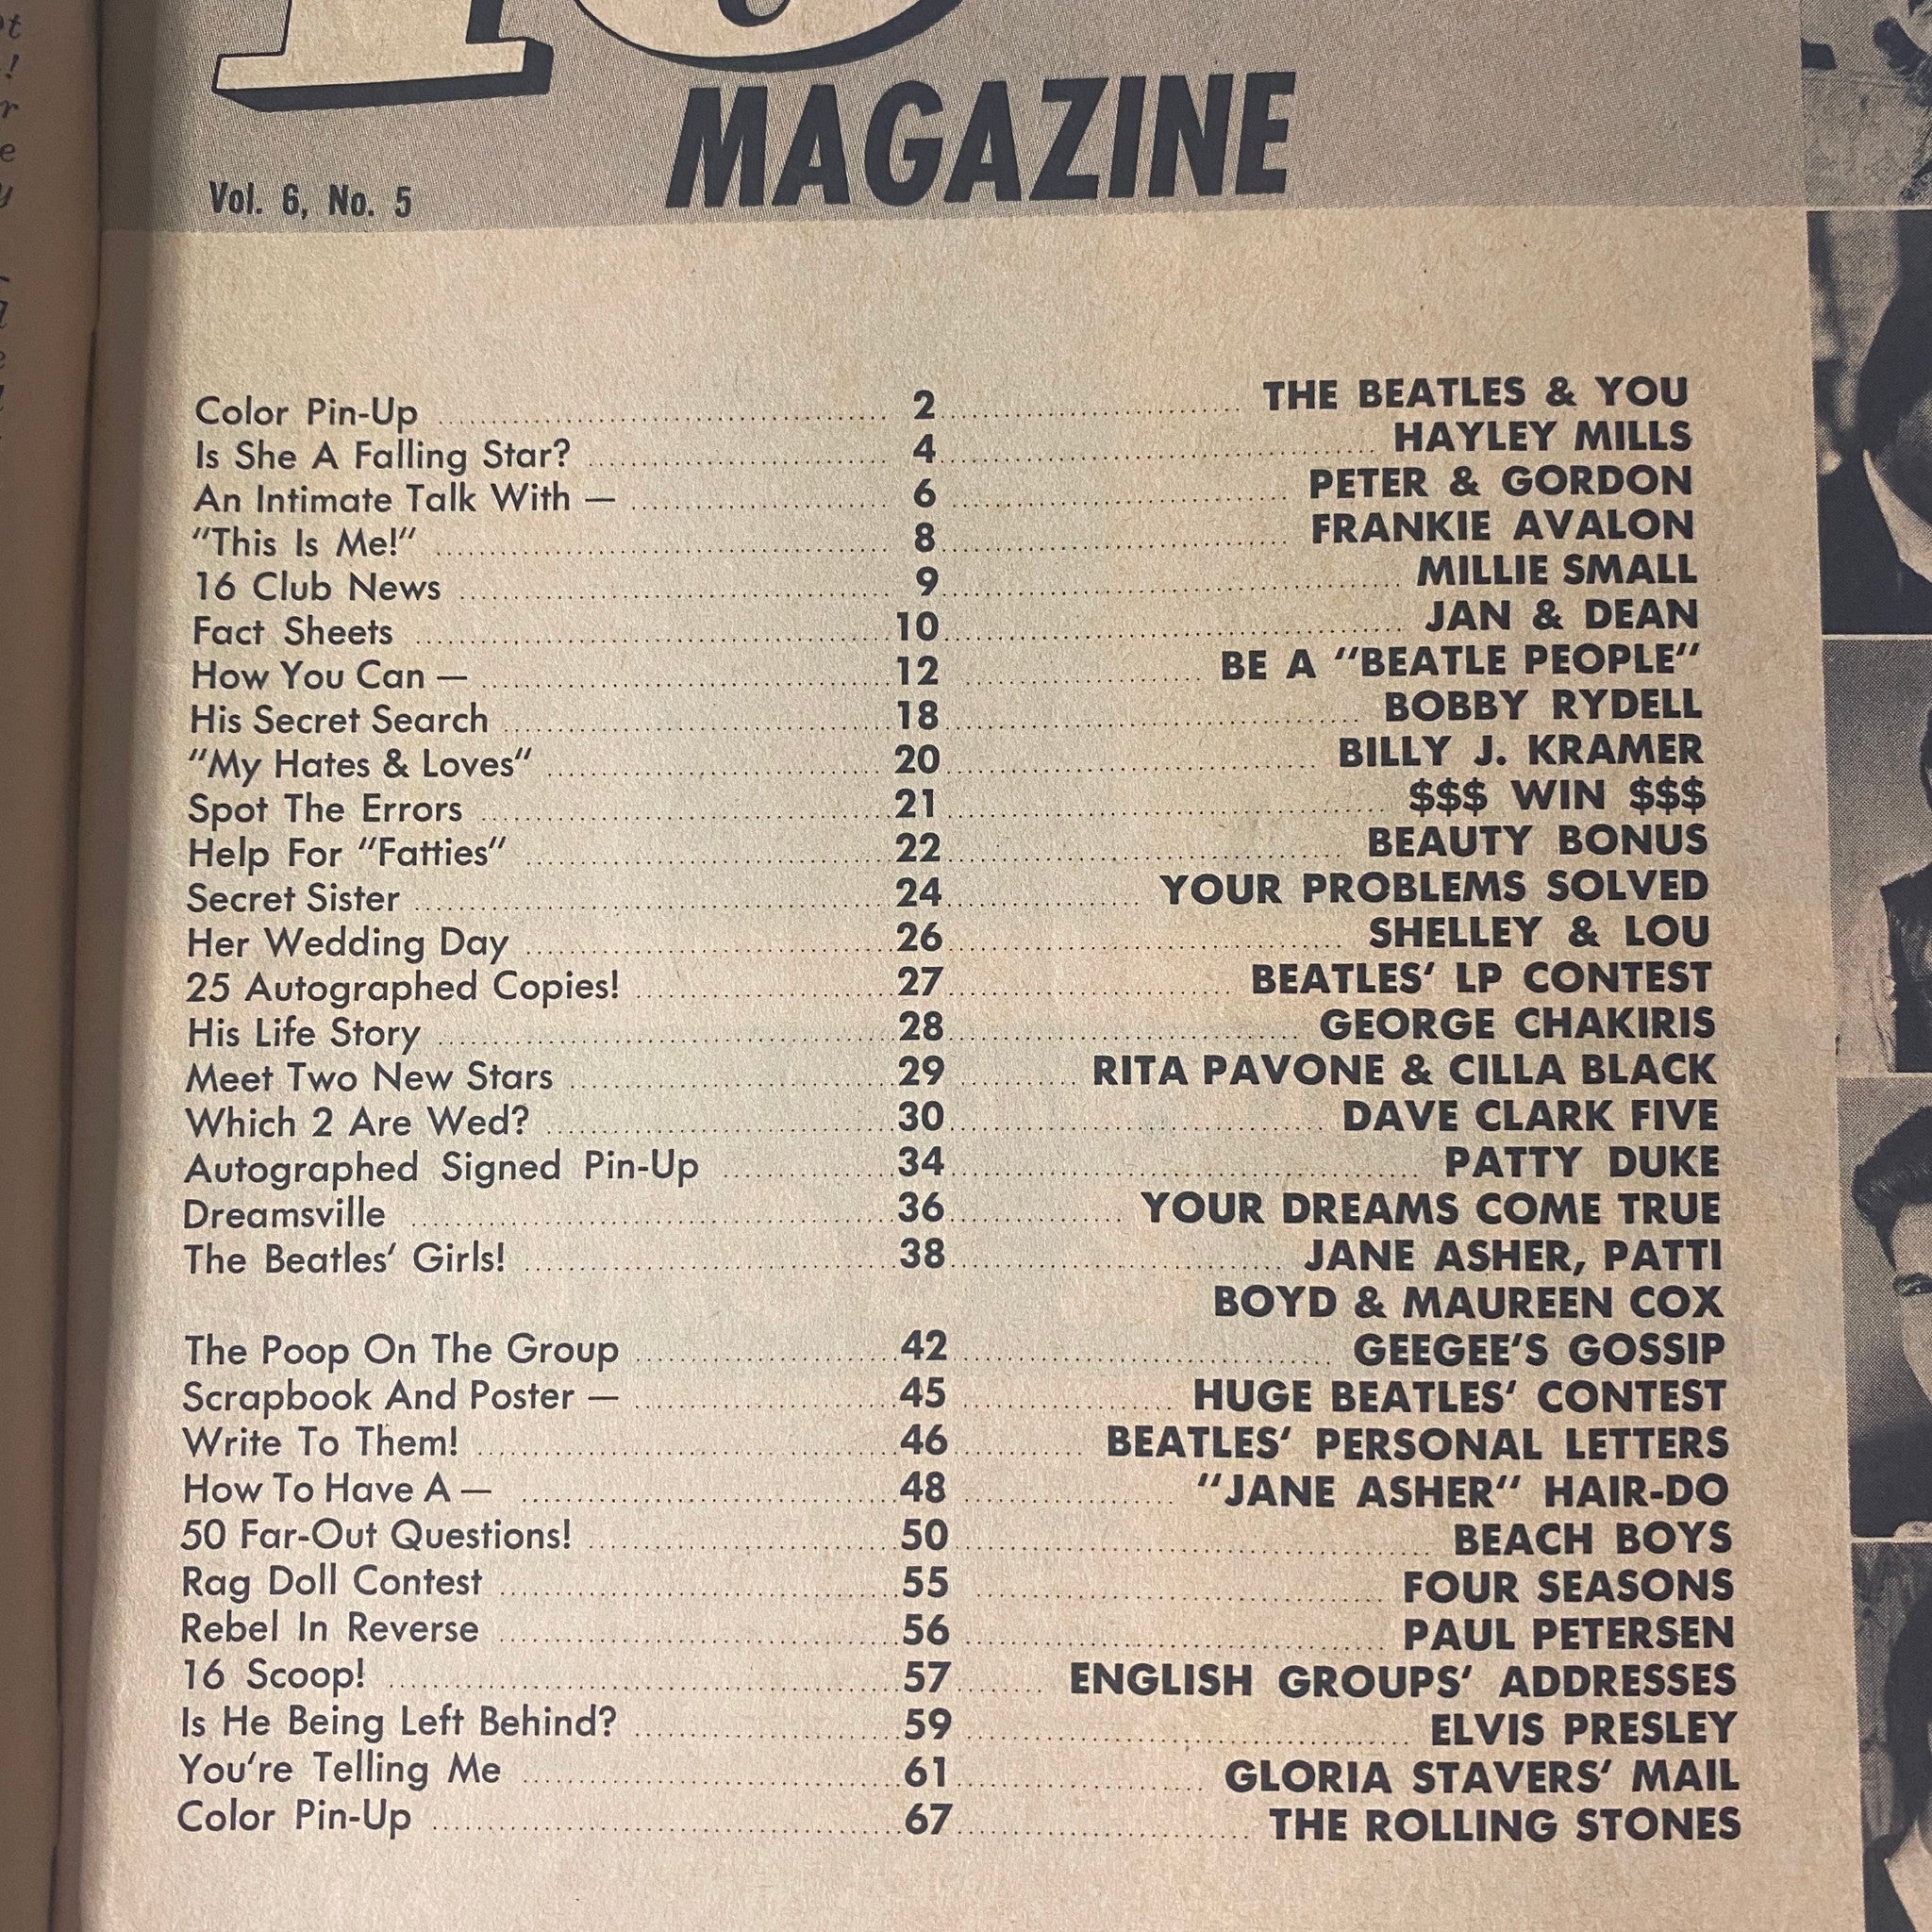 MAGAZINE
Vol. 6, No. 5
Color Pin-Up 2 THE BEATLES & YOU
Is She A Falling Star? 4 HAYLEY MILLS
An Intimate Talk With — 6 PETER & GORDON
"This Is Me!" 8 FRANKIE AVALON
16 Club News 9 MILLIE SMALL
Fact Sheets 10 JAN & DEAN
How You Can — 12 BE A "BEATLE PEOPLE"
His Secret Search 18 BOBBY RYDELL
"My Hates & Loves" 20 BILLY J. KRAMER
Spot The Errors 21 $$$ WIN $$$
Help For "Fatties" 22 BEAUTY BONUS
Secret Sister 24 YOUR PROBLEMS SOLVED
Her Wedding Day 26 SHELLEY & LOU
25 Autographed Copies! 27 BEATLES' LP CONTEST
His Life Story 28 GEORGE CHAKIRIS
Meet Two New Stars 29 RITA PAVONE & CILLA BLACK
Which 2 Are Wed? 30 DAVE CLARK FIVE
Autographed Signed Pin-Up 34 PATTY DUKE
Dreamsville 36 YOUR DREAMS COME TRUE
The Beatles' Girls! 38 JANE ASHER, PATTI
BOYD & MAUREEN COX
The Poop On The Group 42 GEEGEE'S GOSSIP
Scrapbook And Poster — 45 HUGE BEATLES' CONTEST
Write To Them! 46 BEATLES' PERSONAL LETTERS
How To Have A — 48 "JANE ASHER" HAIR-DO
50 Far-Out Questions! 50 BEACH BOYS
Rag Doll Contest 55 FOUR SEASONS
Rebel In Reverse 56 PAUL PETERSEN
16 Scoop! 57 ENGLISH GROUPS' ADDRESSES
Is He Being Left Behind? 59 ELVIS PRESLEY
You're Telling Me 61 GLORIA STAVERS' MAIL
Color Pin-Up 67 THE ROLLING STONES